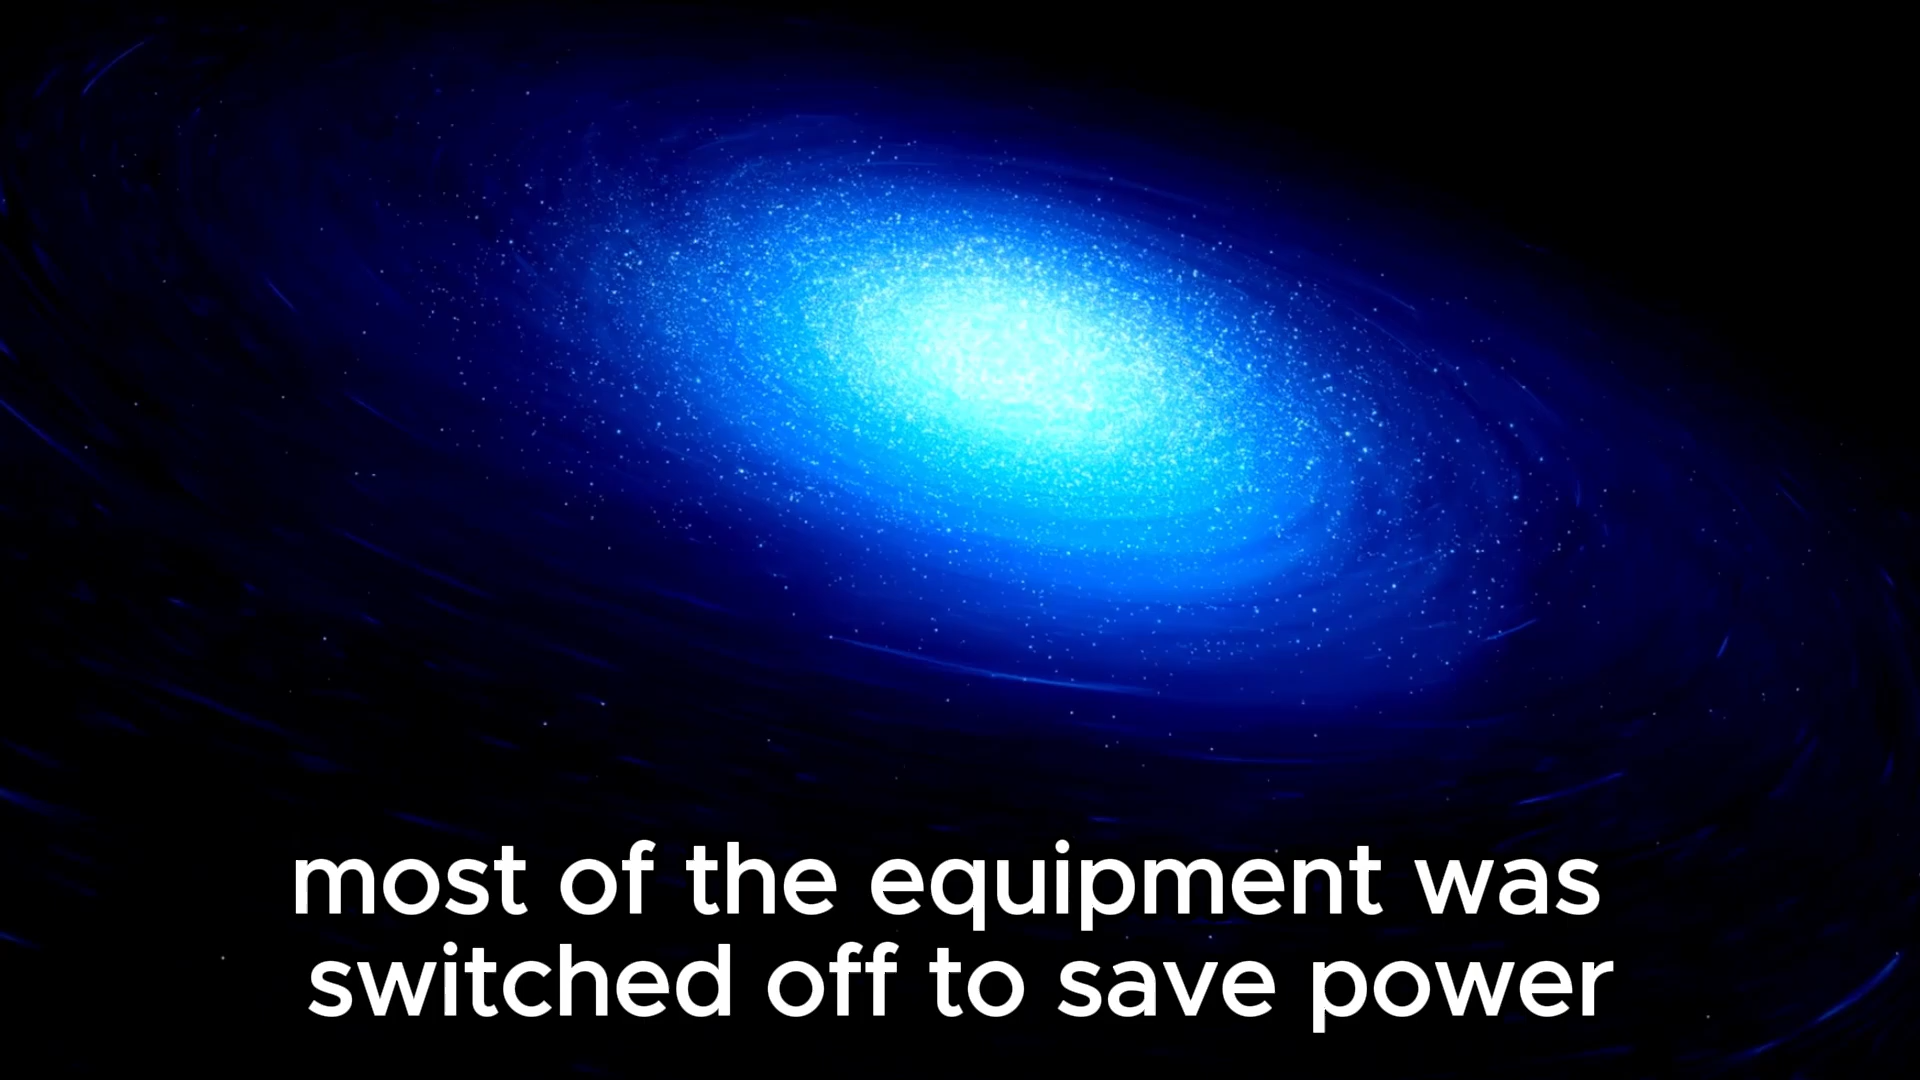 most of the equipment was
switched off to save power